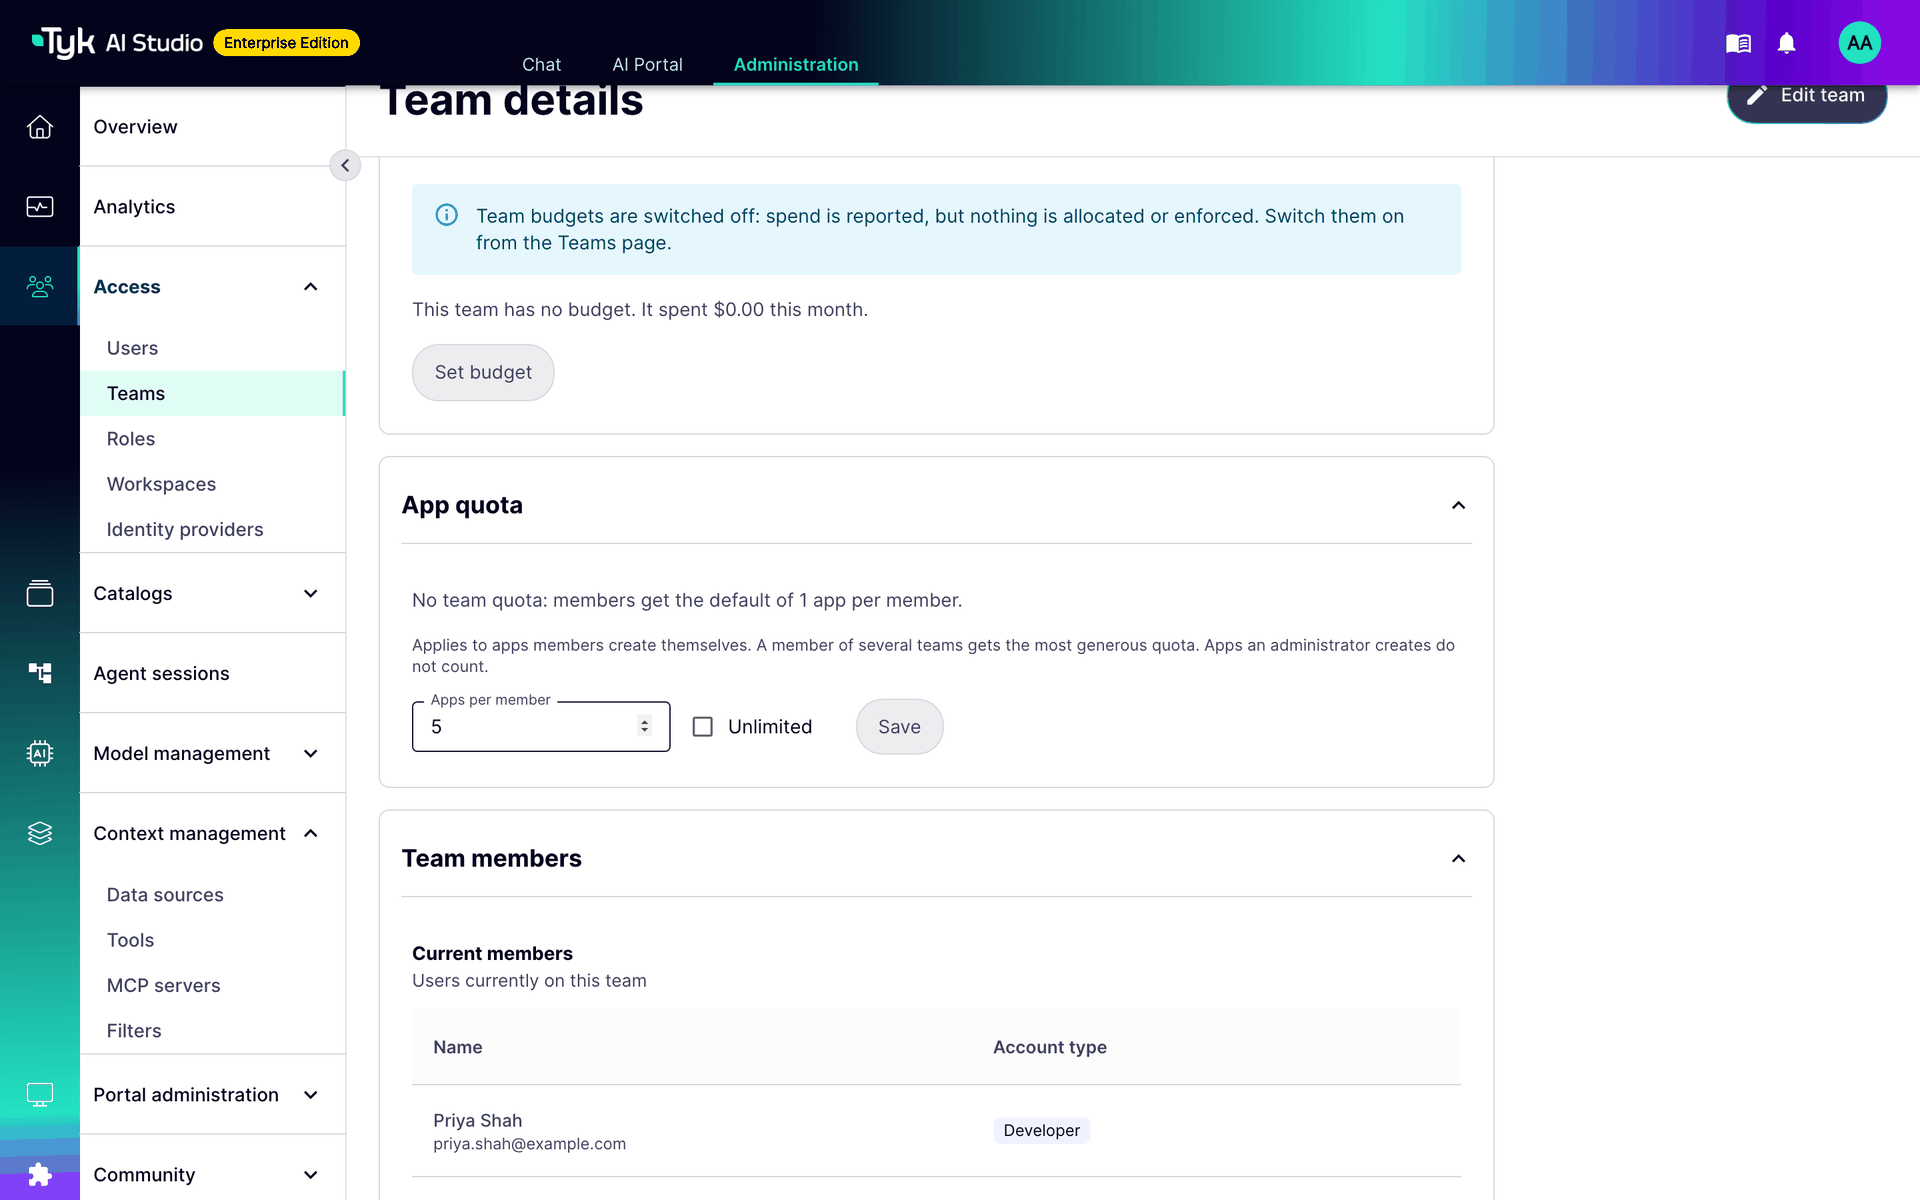 Tyk AI Studio Enterprise Edition
Chat
AI Portal
Administration
AA
Team details
Edit team
Overview
Analytics
Access
Users
Teams
Roles
Workspaces
Identity providers
Catalogs
Agent sessions
Model management
Context management
Data sources
Tools
MCP servers
Filters
Portal administration
Community
Team budgets are switched off: spend is reported, but nothing is allocated or enforced. Switch them on
from the Teams page.
This team has no budget. It spent $0.00 this month.
Set budget
App quota
No team quota: members get the default of 1 app per member.
Applies to apps members create themselves. A member of several teams gets the most generous quota. Apps an administrator creates do
not count.
Apps per member
5
Unlimited
Save
Team members
Current members
Users currently on this team
Name
Account type
Priya Shah
priya.shah@example.com
Developer
AI